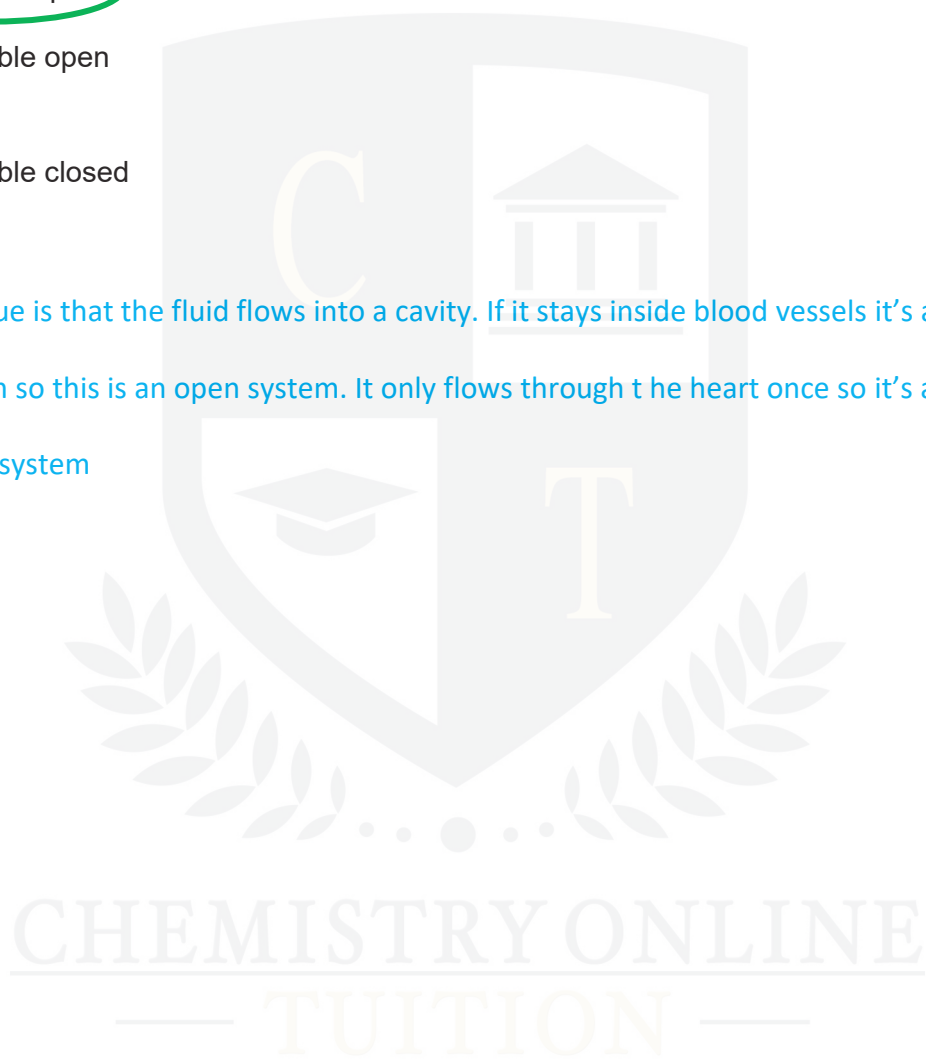 ble open
ble closed
ue is that the fluid flows into a cavity. If it stays inside blood vessels it's a
n so this is an open system. It only flows through t he heart once so it's a
system
C
T
CHEMISTRY ONLINE
TUITION